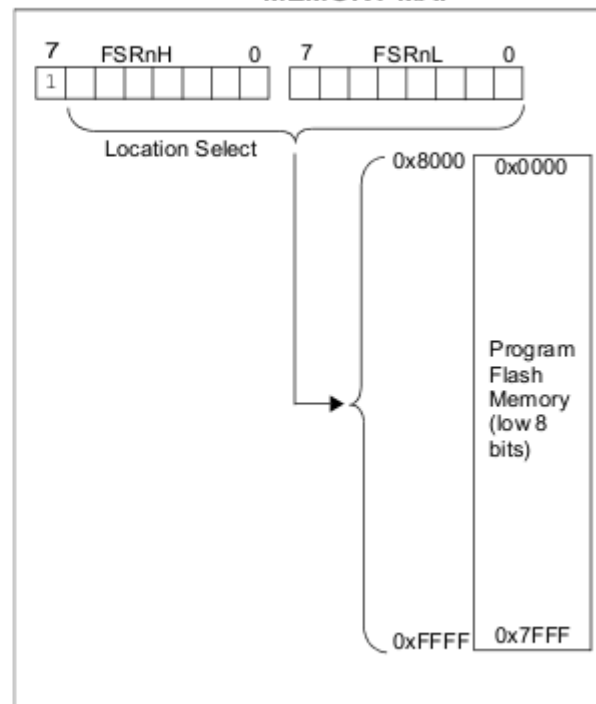 7 FSRnH 0 7 FSRnL 0
1
Location Select
0x8000 0x0000
Program
Flash
Memory
(low 8
bits)
0xFFFF 0x7FFF